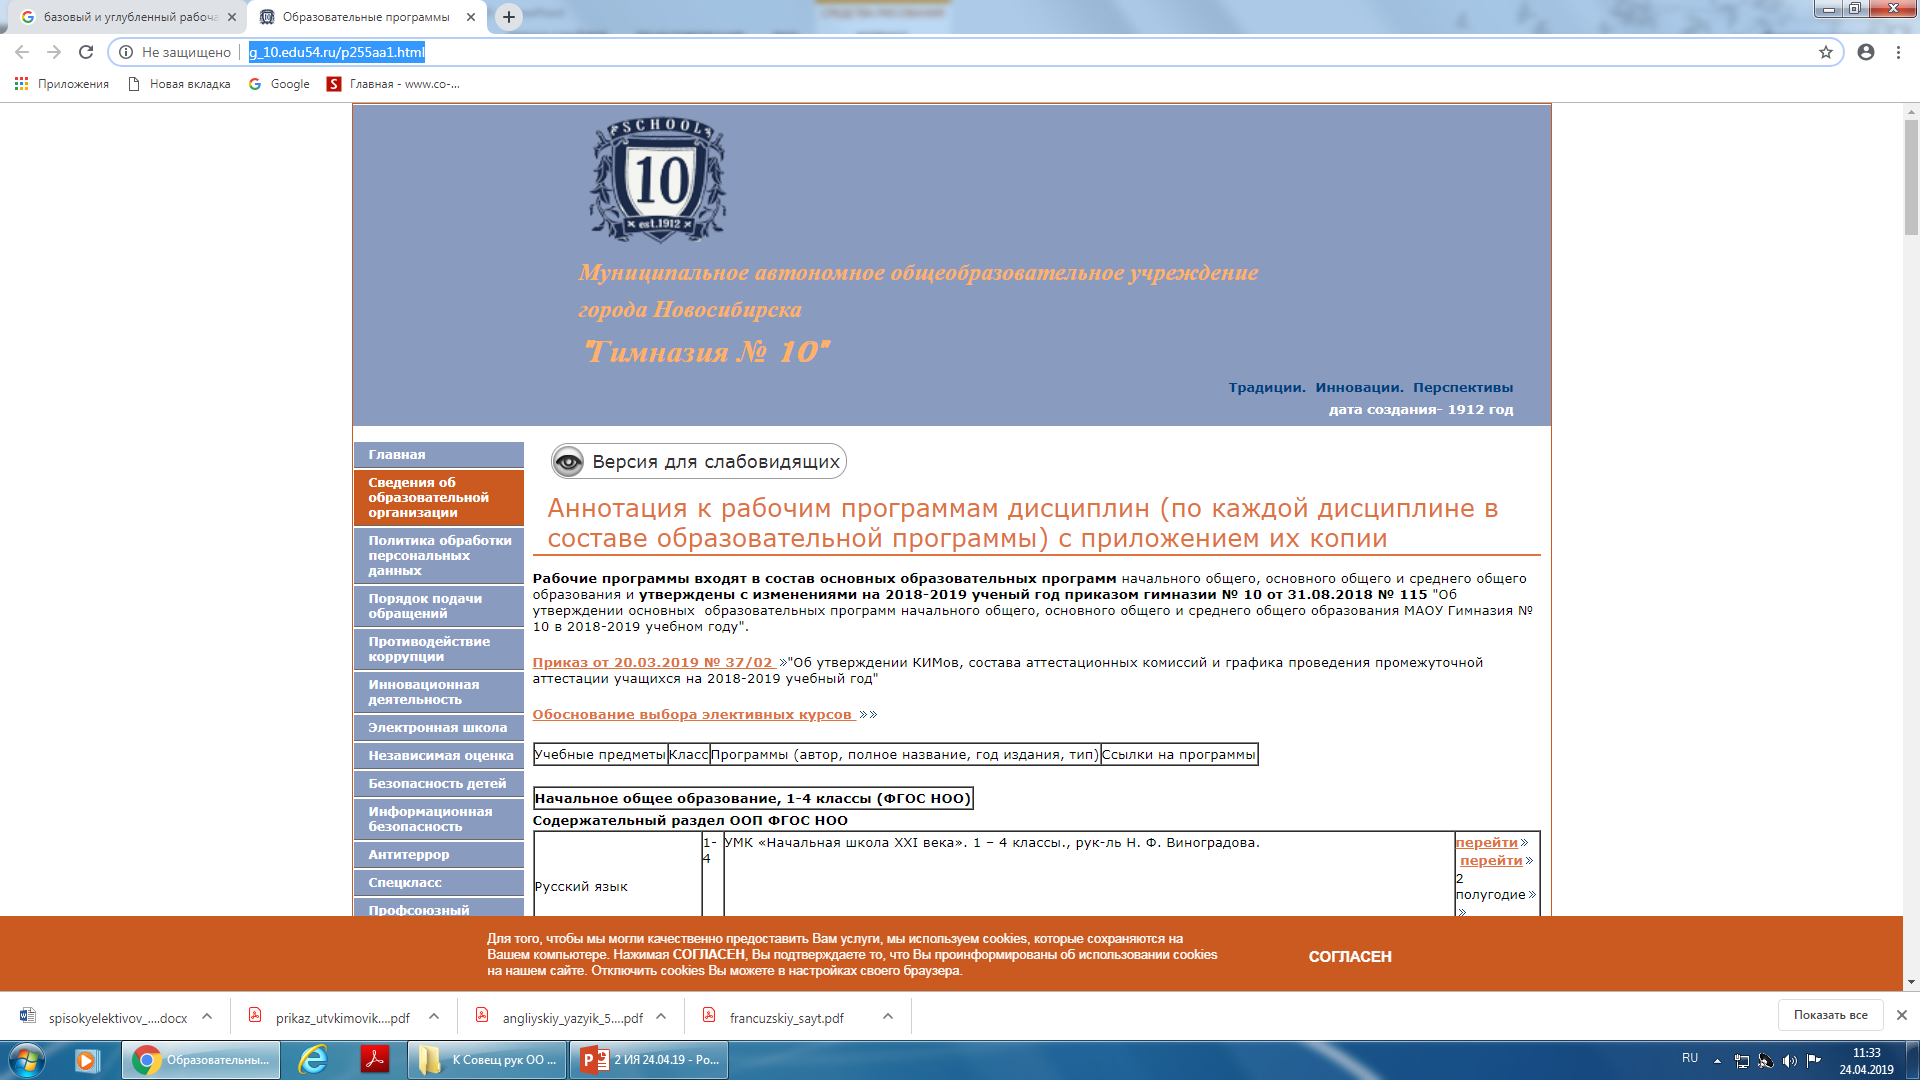 базовый и углубленный рабоча
Образовательные программы
Не защищено
g_10.edu54.ru/p255aa1.html
Приложения
Новая вкладка
Google
Главная - www.co-...
SCHOOL
10
est.1912
Муниципальное автономное общеобразовательное учреждение
города Новосибирска
"Гимназия № 10"
Традиции. Инновации. Перспективы
дата создания- 1912 год
Главная
Сведения об
образовательной
организации
Политика обработки
персональных
данных
Порядок подачи
обращений
Противодействие
коррупции
Инновационная
деятельность
Электронная школа
Независимая оценка
Безопасность детей
Информационная
безопасность
Антитеррор
Спецкласс
Профсоюзный
Версия для слабовидящих
Аннотация к рабочим программам дисциплин (по каждой дисциплине в
составе образовательной программы) с приложением их копии
Рабочие программы входят в состав основных образовательных программ начального общего, основного общего и среднего общего
образования и утверждены с изменениями на 2018-2019 ученый год приказом гимназии № 10 от 31.08.2018 № 115 "Об
утверждении основных образовательных программ начального общего, основного общего и среднего общего образования МАОУ Гимназия №
10 в 2018-2019 учебном году".
Приказ от 20.03.2019 № 37/02 »"Об утверждении КИМов, состава аттестационных комиссий и графика проведения промежуточной
аттестации учащихся на 2018-2019 учебный год"
Обоснование выбора элективных курсов »»
Учебные предметы Класс Программы (автор, полное название, год издания, тип) Ссылки на программы
Начальное общее образование, 1-4 классы (ФГОС НОО)
Содержательный раздел ООП ФГОС НОО
Русский язык
1-
4
УМК «Начальная школа XXI века». 1 – 4 классы., рук-ль Н. Ф. Виноградова.
перейти»
перейти»
2
полугодие»
»
Для того, чтобы мы могли качественно предоставить Вам услуги, мы используем cookies, которые сохраняются на
Вашем компьютере. Нажимая СОГЛАСЕН, Вы подтверждаете то, что Вы проинформированы об использовании cookies
на нашем сайте. Отключить cookies Вы можете в настройках своего браузера.
СОГЛАСЕН
spisokyelektivov_....docx
prikaz_utvkimovik....pdf
angliyskiy_yazyik_5....pdf
francuzskiy_sayt.pdf
Показать все
Образовательны...
К Совещ рук ОО ...
2 ИЯ 24.04.19 - Po...
RU
11:33
24.04.2019